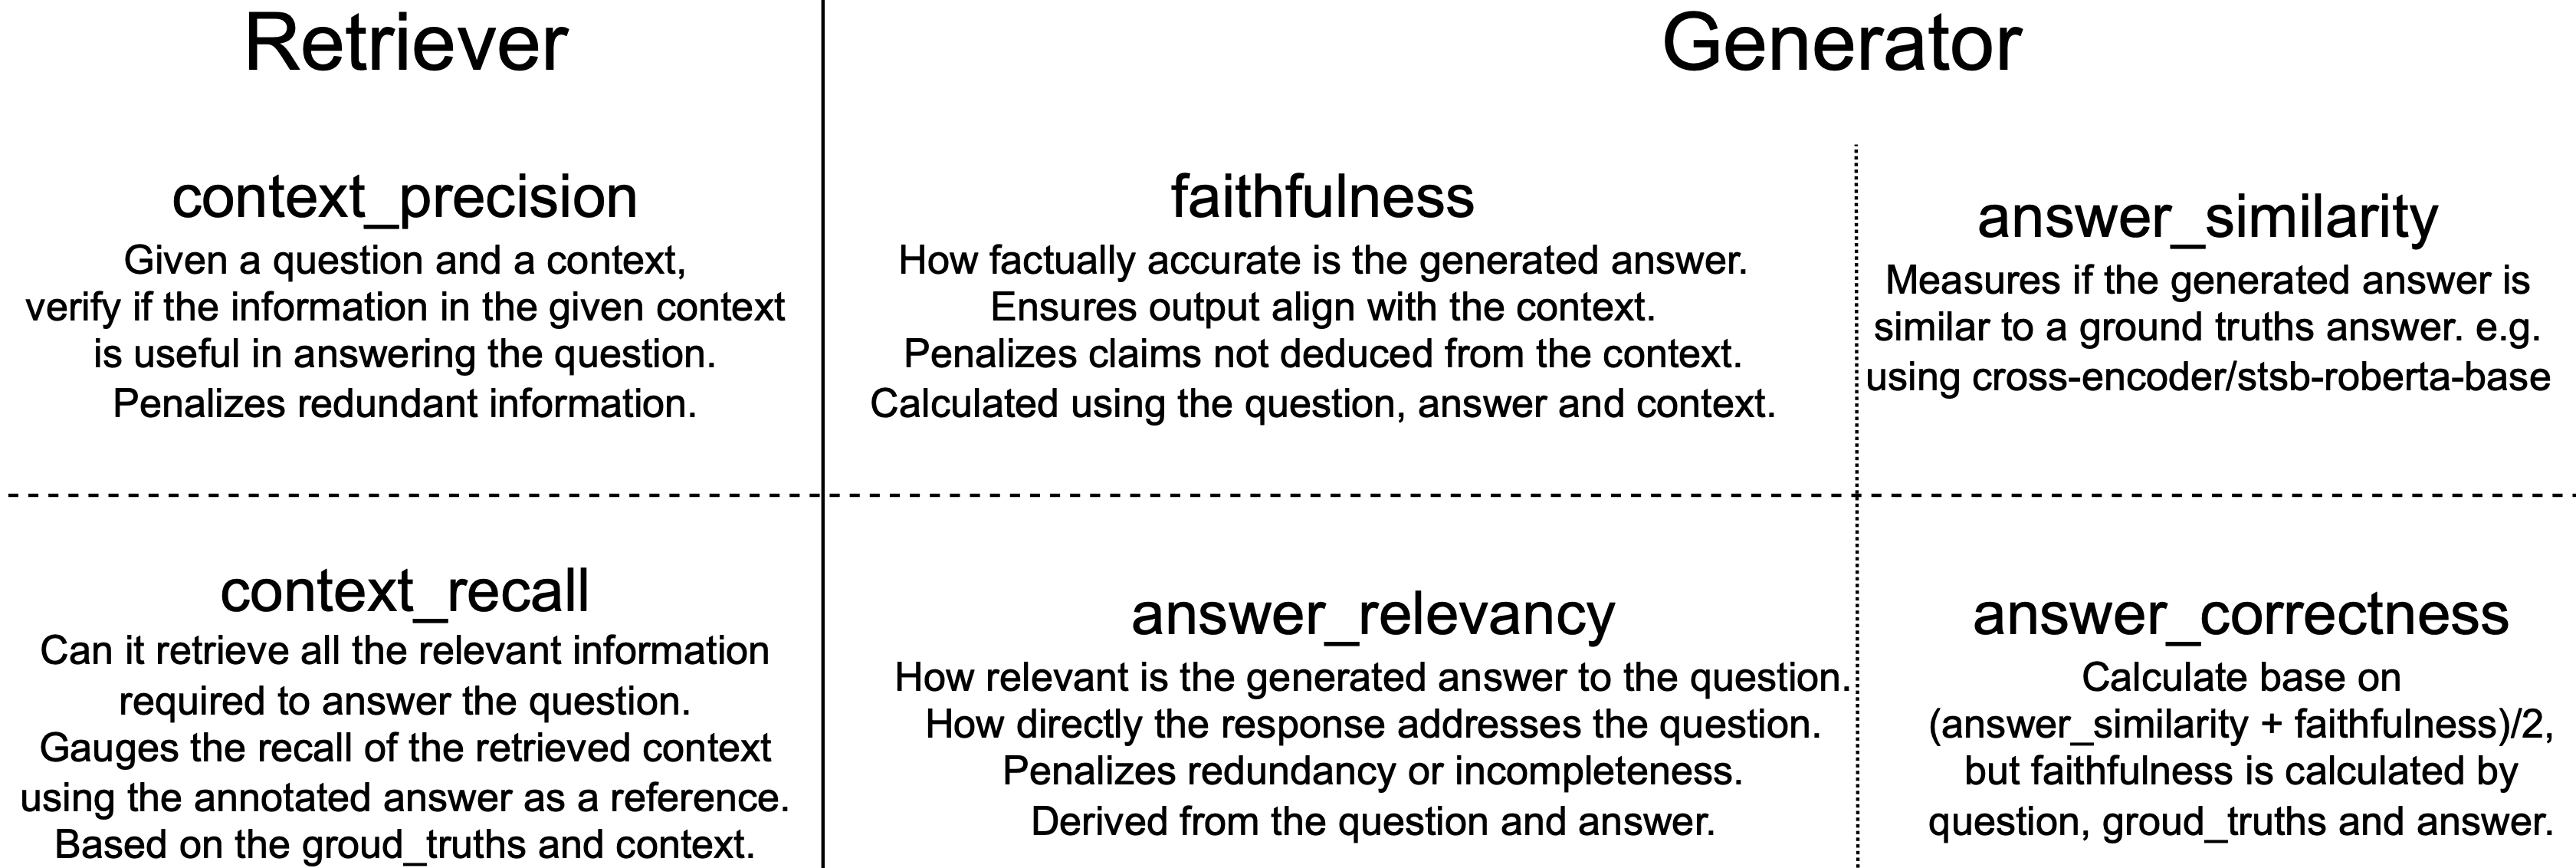 Retriever
Generator
context_precision
Given a question and a context,
verify if the information in the given context
is useful in answering the question.
Penalizes redundant information.
faithfulness
How factually accurate is the generated answer.
Ensures output align with the context.
Penalizes claims not deduced from the context.
Calculated using the question, answer and context.
answer_similarity
Measures if the generated answer is
similar to a ground truths answer. e.g.
using cross-encoder/stsb-roberta-base
context_recall
Can it retrieve all the relevant information
required to answer the question.
Gauges the recall of the retrieved context
using the annotated answer as a reference.
Based on the groud_truths and context.
answer_relevancy
How relevant is the generated answer to the question.
How directly the response addresses the question.
Penalizes redundancy or incompleteness.
Derived from the question and answer.
answer_correctness
Calculate base on
(answer_similarity + faithfulness)/2,
but faithfulness is calculated by
question, groud_truths and answer.